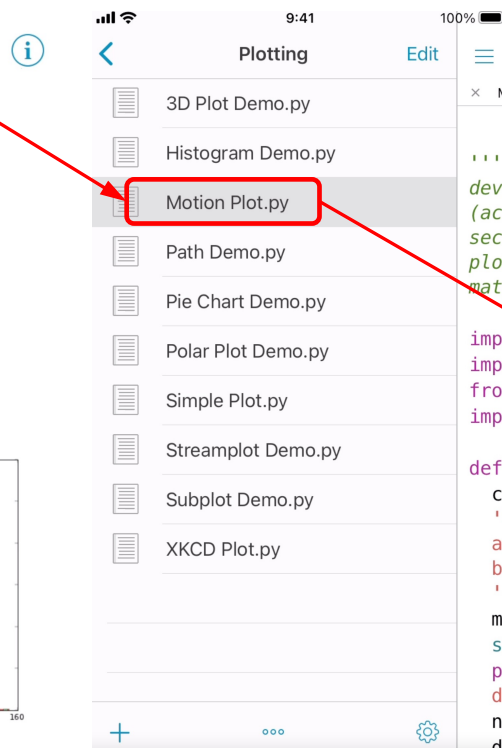 9:41
100%
Plotting
Edit
3D Plot Demo.py
Histogram Demo.py
Motion Plot.py
Path Demo.py
Pie Chart Demo.py
Polar Plot Demo.py
Simple Plot.py
Streamplot Demo.py
Subplot Demo.py
XKCD Plot.py
160
'''
dev
(ac
sec
plo
mat
imp
imp
fro
imp
def
c
'
a
b
'
m
s
p
d
n